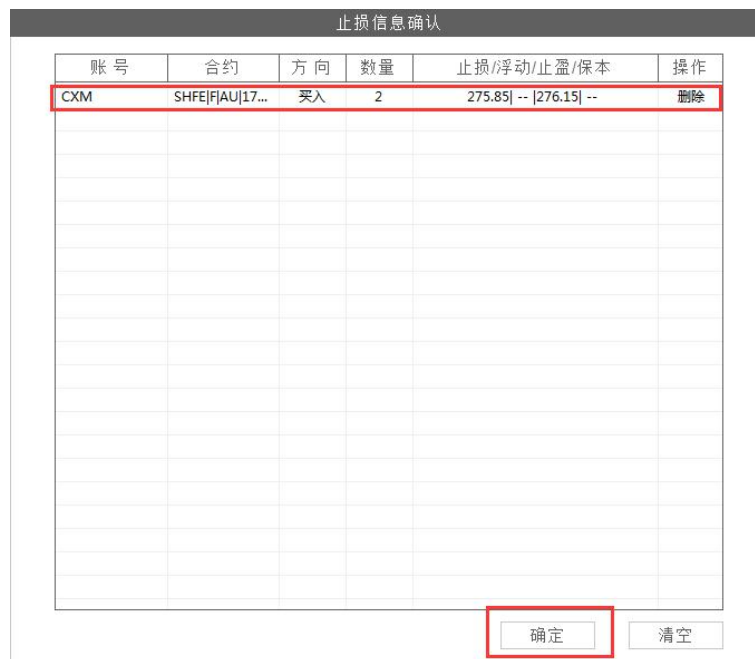 止损信息确认
账 号 合约 方 向 数量 止损/浮动/止盈/保本 操作
CXM SHFE|F|AU|17... 买入 2 275.85| -- |276.15| -- 删除
确定 清空